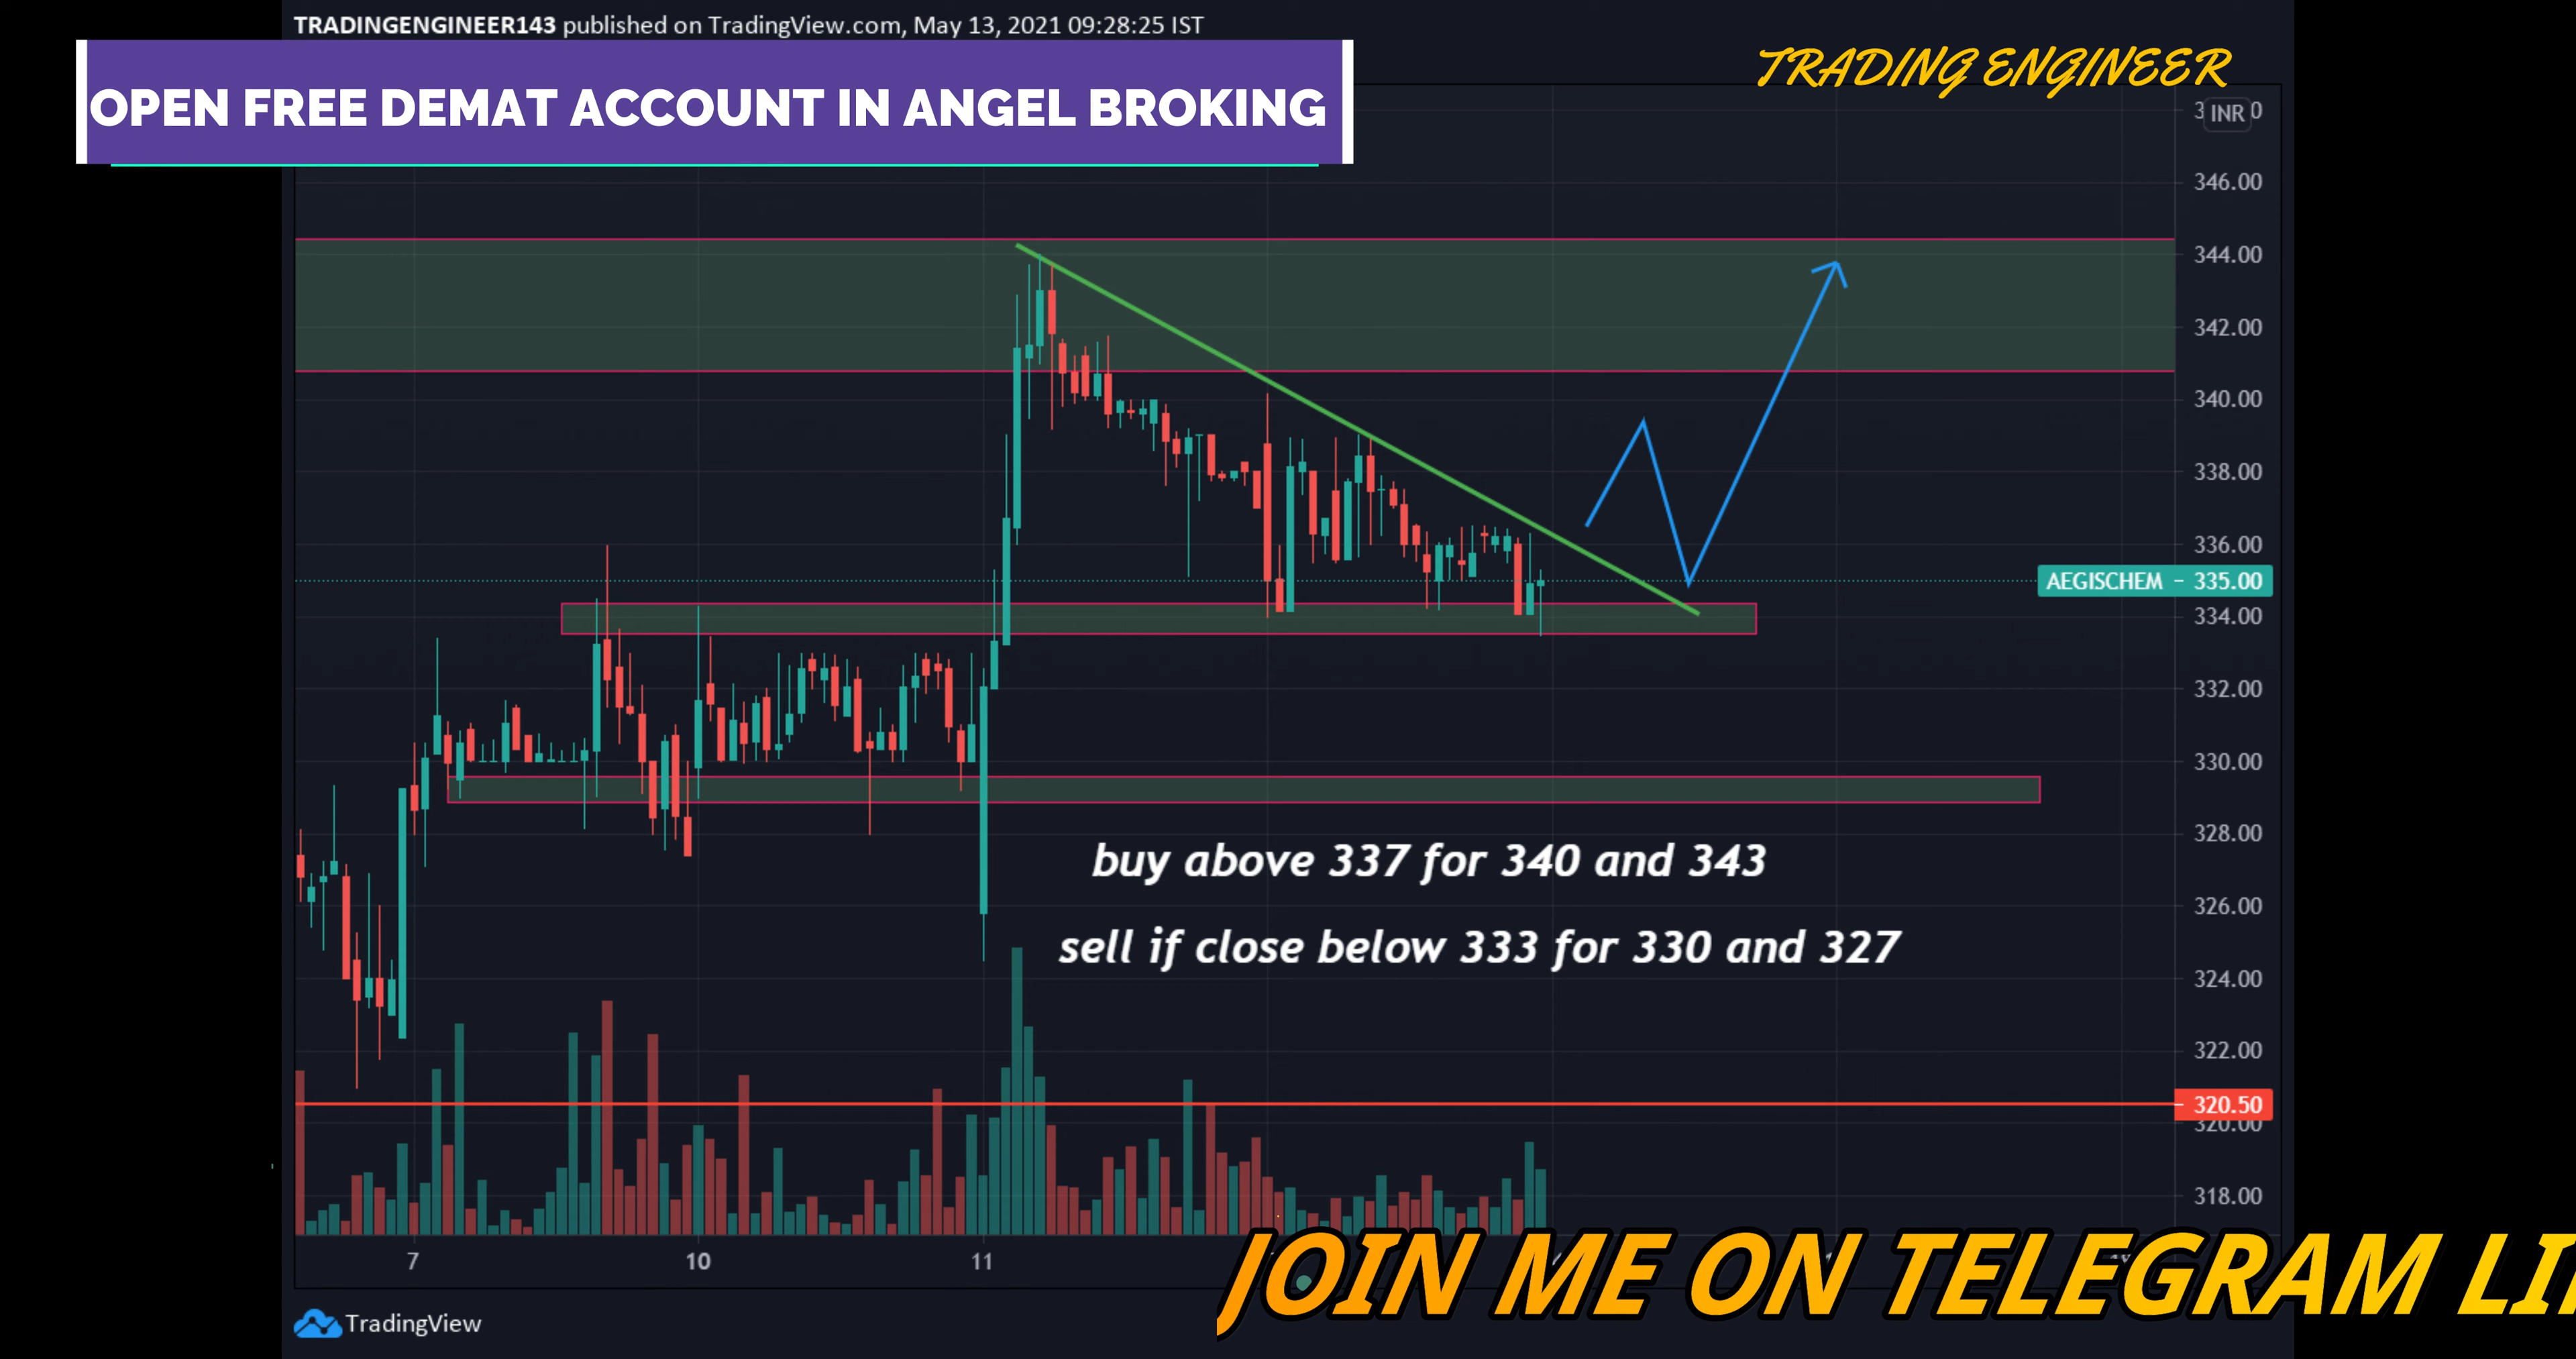 TRADINGENGINEER143 published on TradingView.com, May 13, 2021 09:28:25 IST
OPEN FREE DEMAT ACCOUNT IN ANGEL BROKING
TRADING ENGINEER
INR
346.00
344.00
342.00
340.00
338.00
336.00
AEGISCHEM - 335.00
334.00
332.00
330.00
328.00
buy above 337 for 340 and 343
326.00
sell if close below 333 for 330 and 327
324.00
322.00
320.50
320.00
318.00
7 10 11
JOIN ME ON TELEGRAM
TradingView